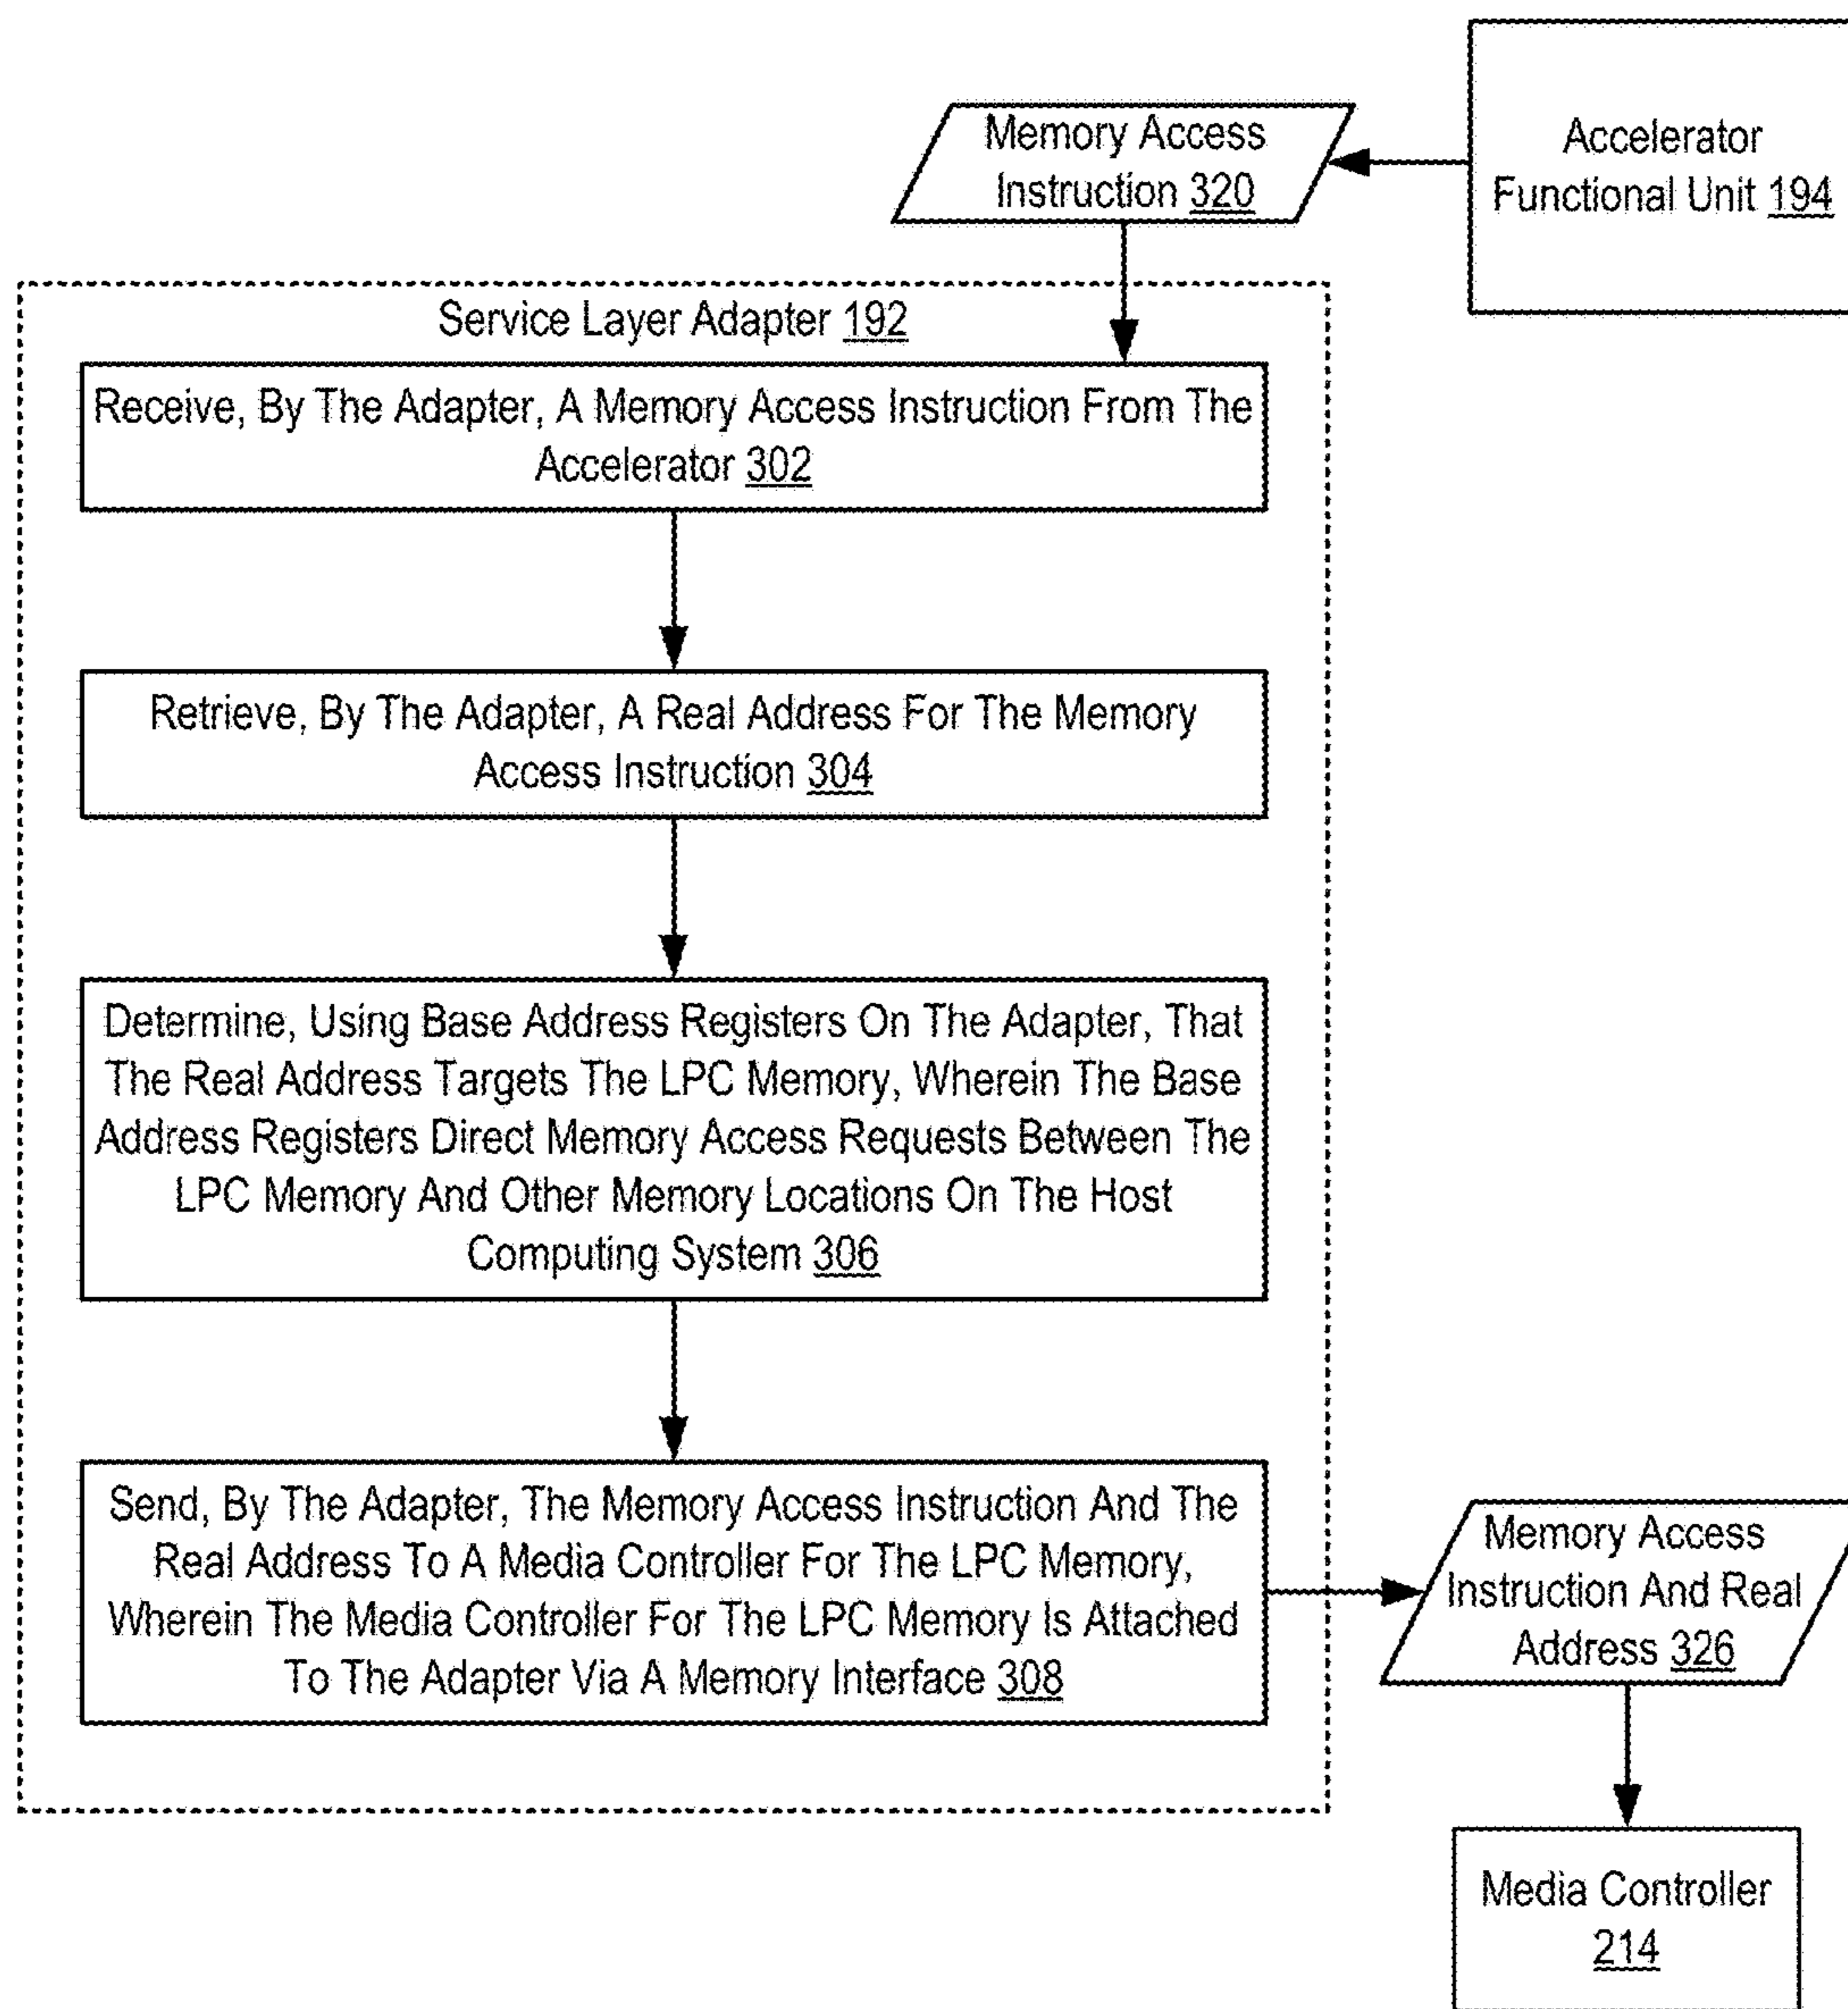 Accelerator
Functional Unit 194
Memory Access
Instruction 320
Service Layer Adapter 192
Receive, By The Adapter, A Memory Access Instruction From The
Accelerator 302
Retrieve, By The Adapter, A Real Address For The Memory
Access Instruction 304
Determine, Using Base Address Registers On The Adapter, That
The Real Address Targets The LPC Memory, Wherein The Base
Address Registers Direct Memory Access Requests Between The
LPC Memory And Other Memory Locations On The Host
Computing System 306
Send, By The Adapter, The Memory Access Instruction And The
Real Address To A Media Controller For The LPC Memory,
Wherein The Media Controller For The LPC Memory Is Attached
To The Adapter Via A Memory Interface 308
Memory Access
Instruction And Real
Address 326
Media Controller
214